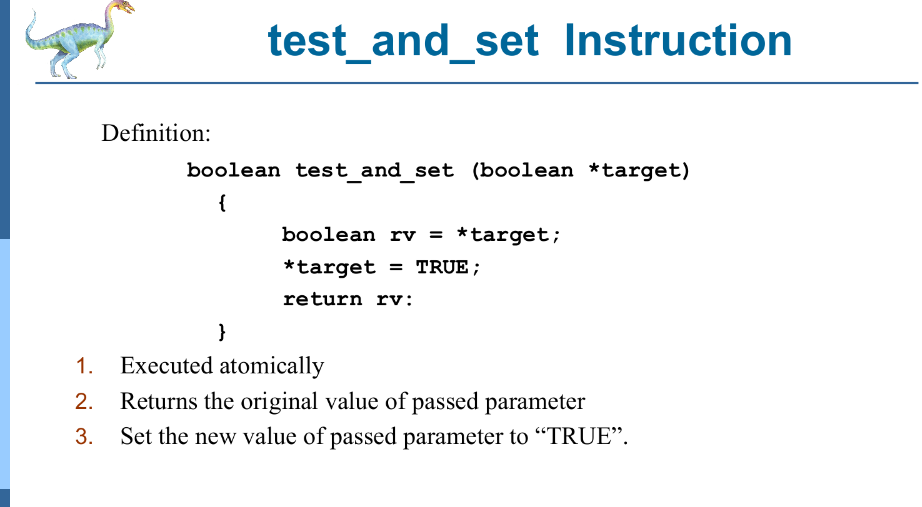 test_and_set Instruction
Definition:
boolean test_and_set (boolean *target)
{
boolean rv = *target;
*target = TRUE;
return rv:
}
1. Executed atomically
2. Returns the original value of passed parameter
3. Set the new value of passed parameter to “TRUE”.